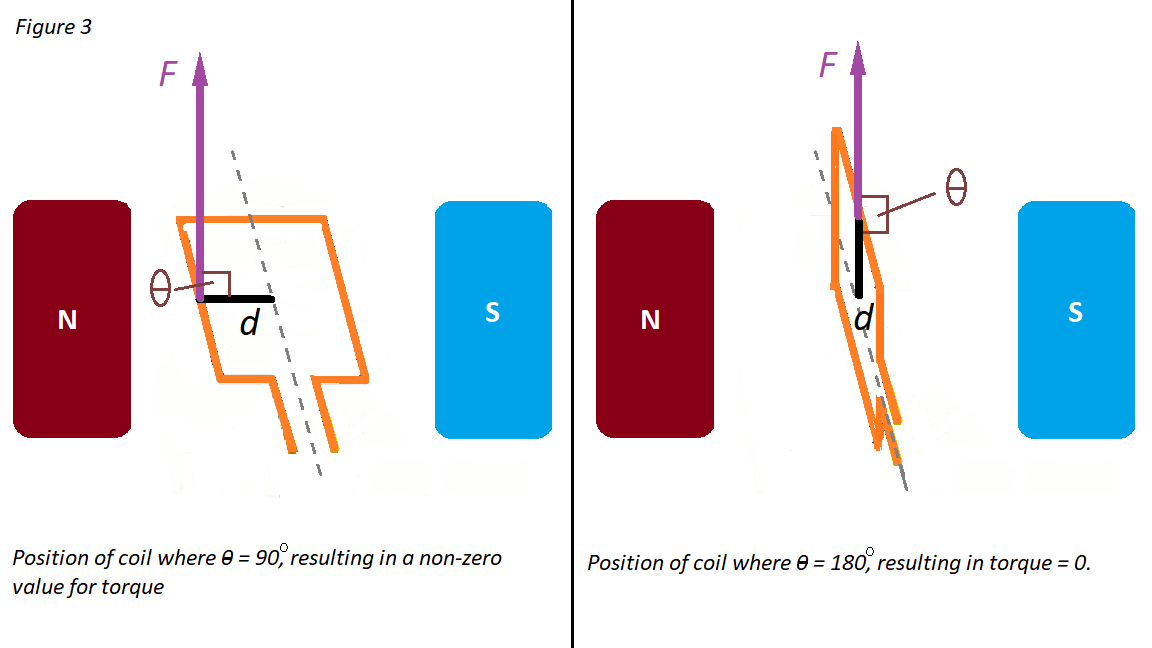 Figure 3
F
θ
d
N
S
Position of coil where θ = 90°, resulting in a non-zero
value for torque
F
θ
d
N
S
Position of coil where θ = 180°, resulting in torque = 0.